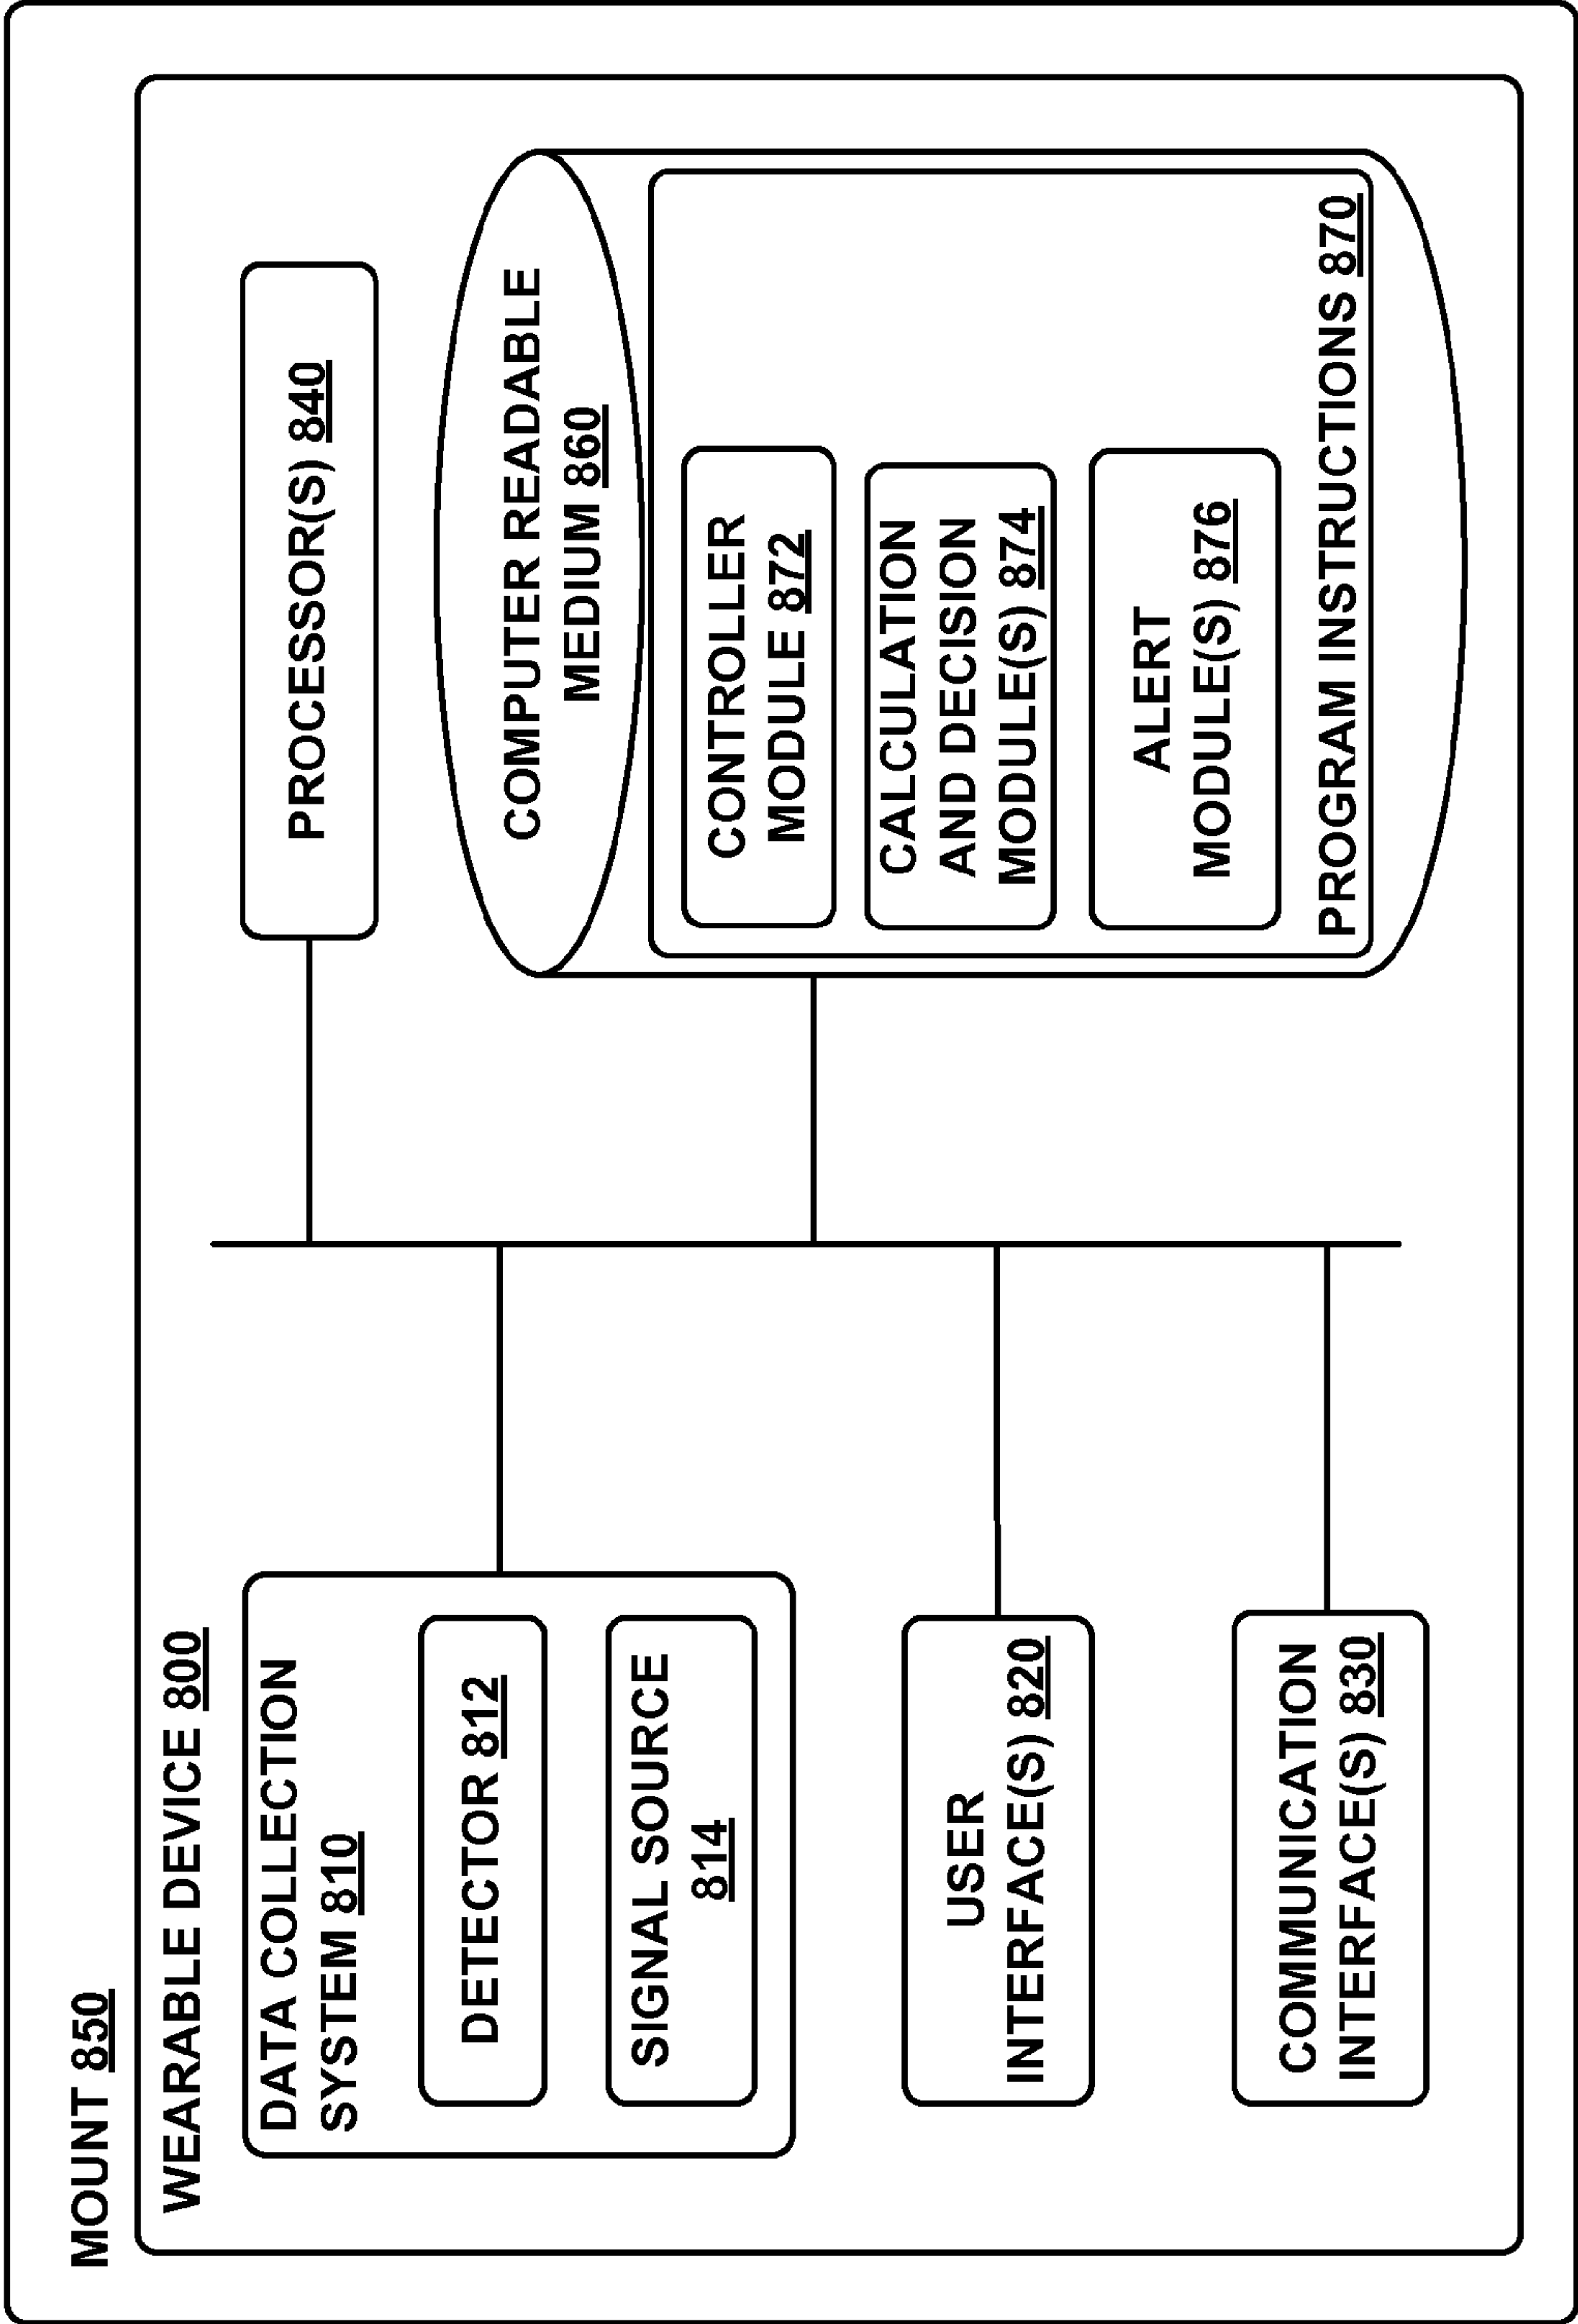 MOUNT 850
WEARABLE DEVICE 800
DATA COLLECTION
SYSTEM 810
DETECTOR 812
SIGNAL SOURCE
814
USER
INTERFACE(S) 820
COMMUNICATION
INTERFACE(S) 830
PROCESSOR(S) 840
COMPUTER READABLE
MEDIUM 860
CONTROLLER
MODULE 872
CALCULATION
AND DECISION
MODULE(S) 874
ALERT
MODULE(S) 876
PROGRAM INSTRUCTIONS 870